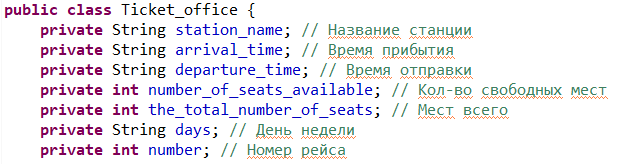 public class Ticket_office {
private String station_name; // Название станции
private String arrival_time; // Время прибытия
private String departure_time; // Время отправки
private int number_of_seats_available; // Кол-во свободных мест
private int the_total_number_of_seats; // Мест всего
private String days; // День недели
private int number; // Номер рейса